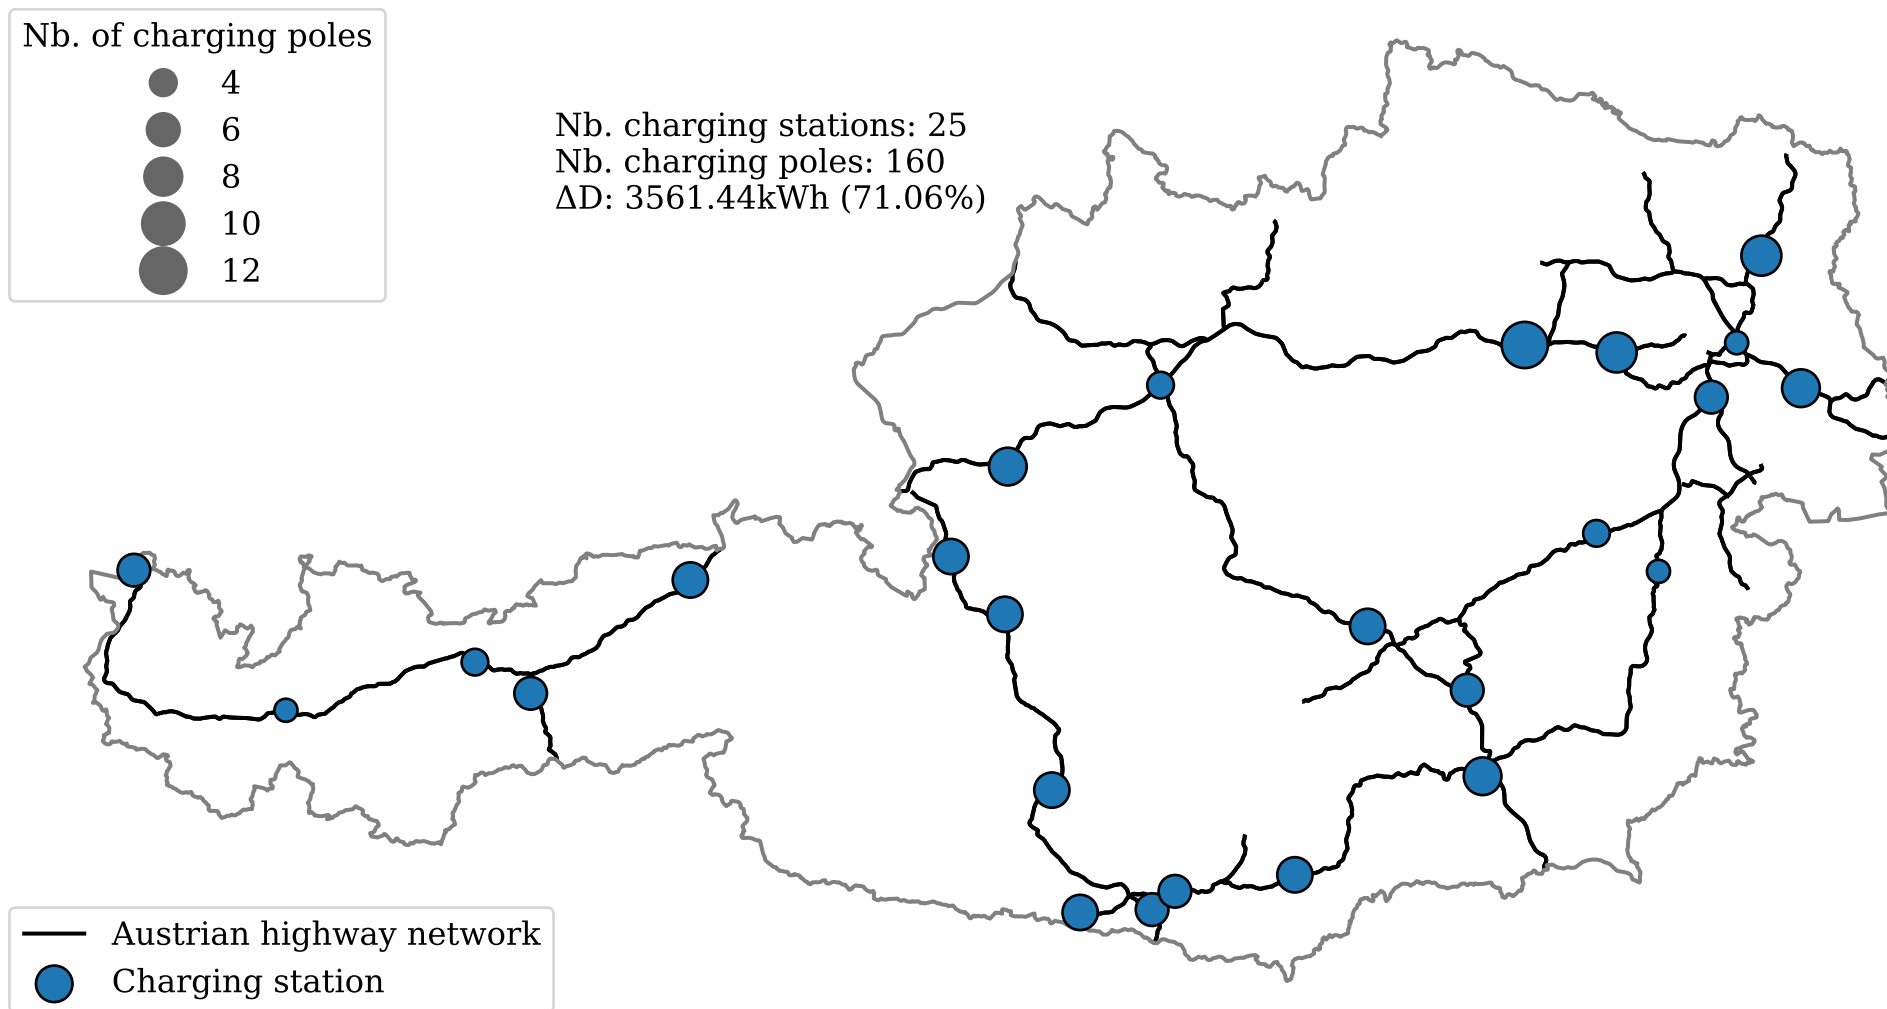 Nb. of charging poles
4
6
8
10
12
Nb. charging stations: 25
Nb. charging poles: 160
ΔD: 3561.44kWh (71.06%)
Austrian highway network
Charging station